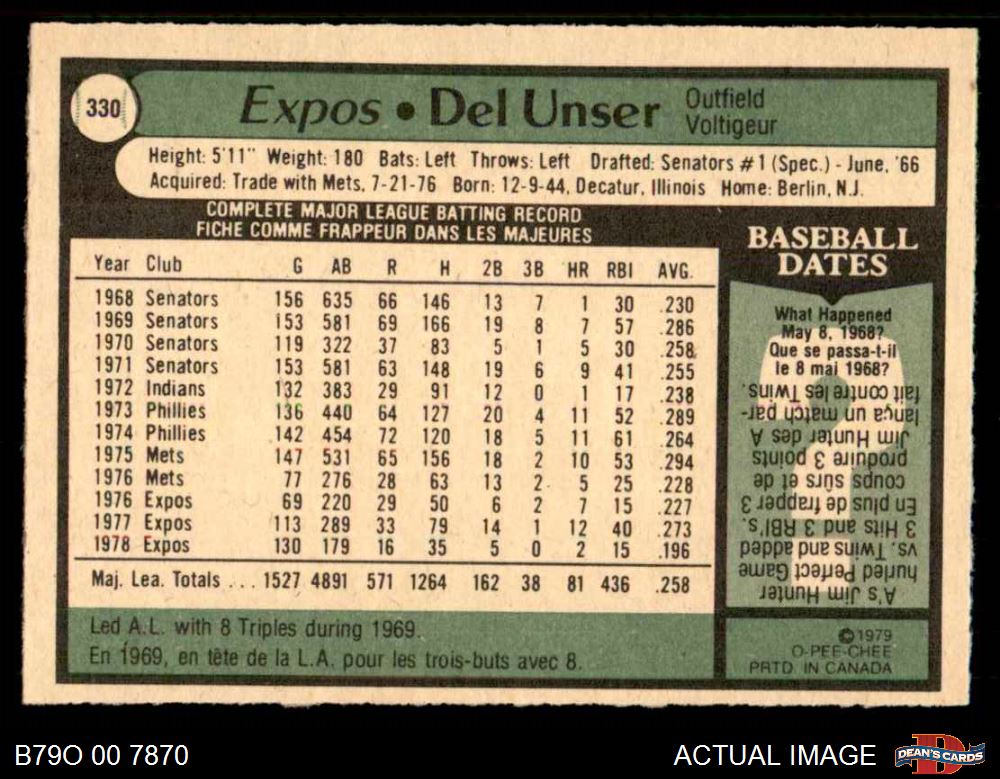 330
Expos • Del Unser
Outfield
Voltigeur
Height: 5'11" Weight: 180 Bats: Left Throws: Left Drafted: Senators #1 (Spec.) - June, '66
Acquired: Trade with Mets, 7-21-76 Born: 12-9-44, Decatur, Illinois Home: Berlin, N.J.
COMPLETE MAJOR LEAGUE BATTING RECORD
FICHE COMME FRAPPEUR DANS LES MAJEURES
Year Club G AB R H 2B 3B HR RBI AVG.
1968 Senators 156 635 66 146 13 7 1 30 .230
1969 Senators 153 581 69 166 19 8 7 57 .286
1970 Senators 119 322 37 83 5 1 5 30 .258
1971 Senators 153 581 63 148 19 6 9 41 .255
1972 Indians 132 383 29 91 12 0 1 17 .238
1973 Phillies 136 440 64 127 20 4 11 52 .289
1974 Phillies 142 454 72 120 18 5 11 61 .264
1975 Mets 147 531 65 156 18 2 10 53 .294
1976 Mets 77 276 28 63 13 2 5 25 .228
1976 Expos 69 220 29 50 6 2 7 15 .227
1977 Expos 113 289 33 79 14 1 12 40 .273
1978 Expos 130 179 16 35 5 0 2 15 .196
Maj. Lea. Totals . . . 1527 4891 571 1264 162 38 81 436 .258
Led A.L. with 8 Triples during 1969.
En 1969, en tête de la L.A. pour les trois-buts avec 8.
BASEBALL
DATES
What Happened
May 8, 1968?
Que se passa-t-il
le 8 mai 1968?
A's Jim Hunter
hurled Perfect Game
vs. Twins and added
3 Hits and 3 RBI's.
En plus de frapper 3
coups sûrs et de
produire 3 points
Jim Hunter des A
lança un match par-
fait contre les Twins.
©1979
O-PEE-CHEE
PRTD. IN CANADA
B79O 00 7870
ACTUAL IMAGE
DEAN'S CARDS